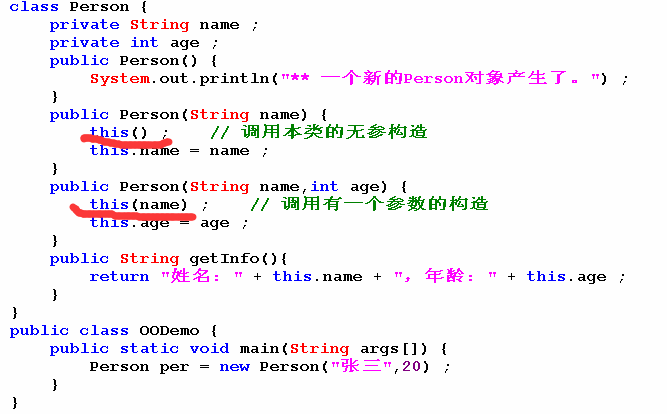 class Person {
    private String name ;
    private int age ;
    public Person() {
        System.out.println("** 一个新的Person对象产生了。") ;
    }
    public Person(String name) {
        this() ;    // 调用本类的无参构造
        this.name = name ;
    }
    public Person(String name,int age) {
        this(name) ;    // 调用有一个参数的构造
        this.age = age ;
    }
    public String getInfo(){
        return "姓名：" + this.name + "，年龄：" + this.age ;
    }
}
public class OODemo {
    public static void main(String args[]) {
        Person per = new Person("张三",20) ;
    }
}